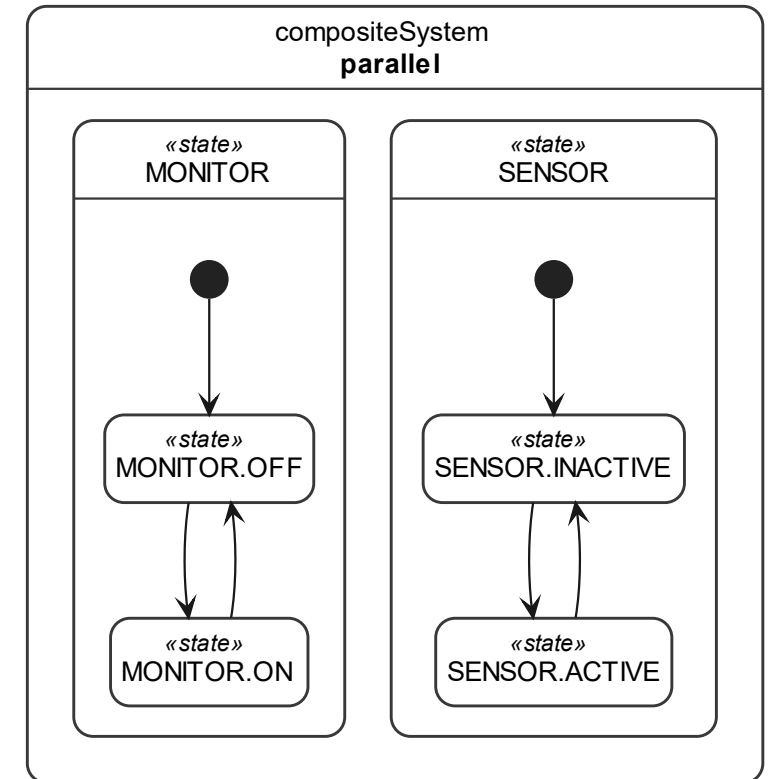 compositeSystem
parallel
«state»
MONITOR
«state»
MONITOR.OFF
«state»
MONITOR.ON
«state»
SENSOR
«state»
SENSOR.INACTIVE
«state»
SENSOR.ACTIVE